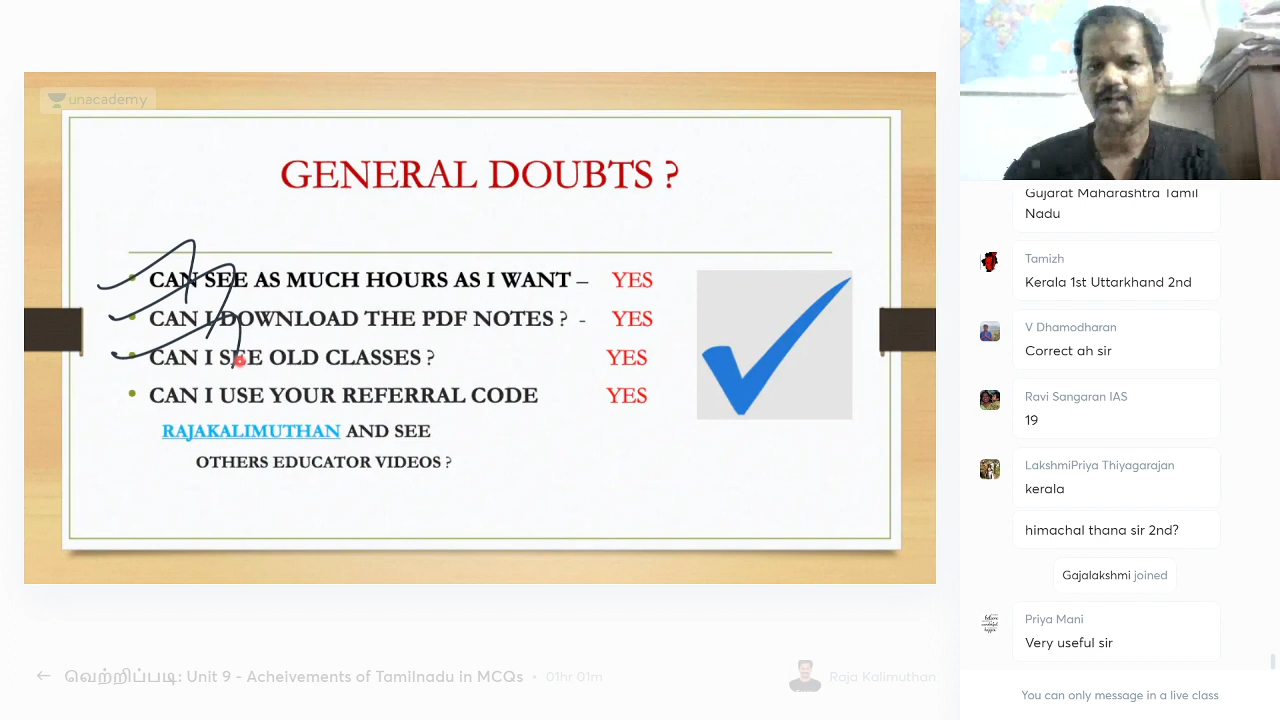 unacademy
GENERAL DOUBTS ?
• CAN SEE AS MUCH HOURS AS I WANT – YES
• CAN I DOWNLOAD THE PDF NOTES ? - YES
• CAN I SEE OLD CLASSES ? YES
• CAN I USE YOUR REFERRAL CODE YES
RAJAKALIMUTHAN AND SEE
OTHERS EDUCATOR VIDEOS ?
வெற்றிப்படி: Unit 9 - Acheivements of Tamilnadu in MCQs • 01hr 01m
Raja Kalimuthan
Gujarat Maharashtra Tamil
Nadu
Tamizh
Kerala 1st Uttarkhand 2nd
V Dhamodharan
Correct ah sir
Ravi Sangaran IAS
19
LakshmiPriya Thiyagarajan
kerala
himachal thana sir 2nd?
Gajalakshmi joined
Priya Mani
Very useful sir
You can only message in a live class